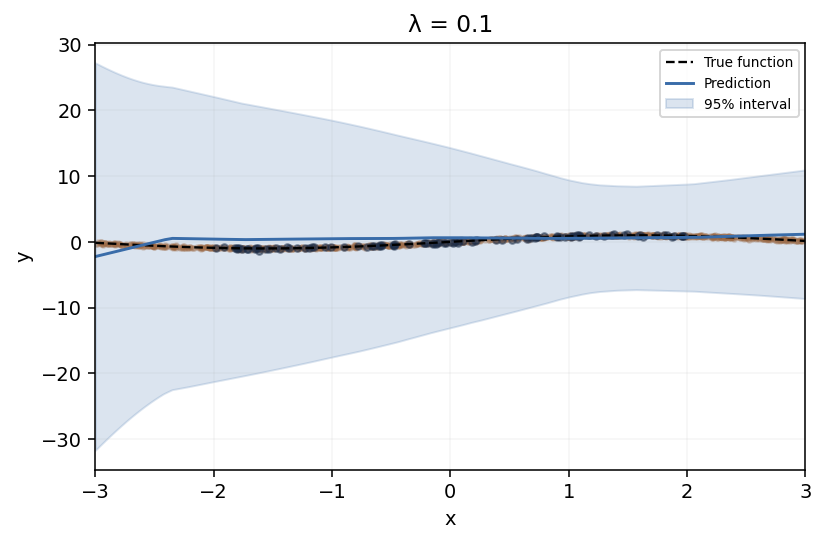 λ = 0.1
30
20
10
0
−10
−20
−30
y
−3
−2
−1
0
1
2
3
x
True function
Prediction
95% interval